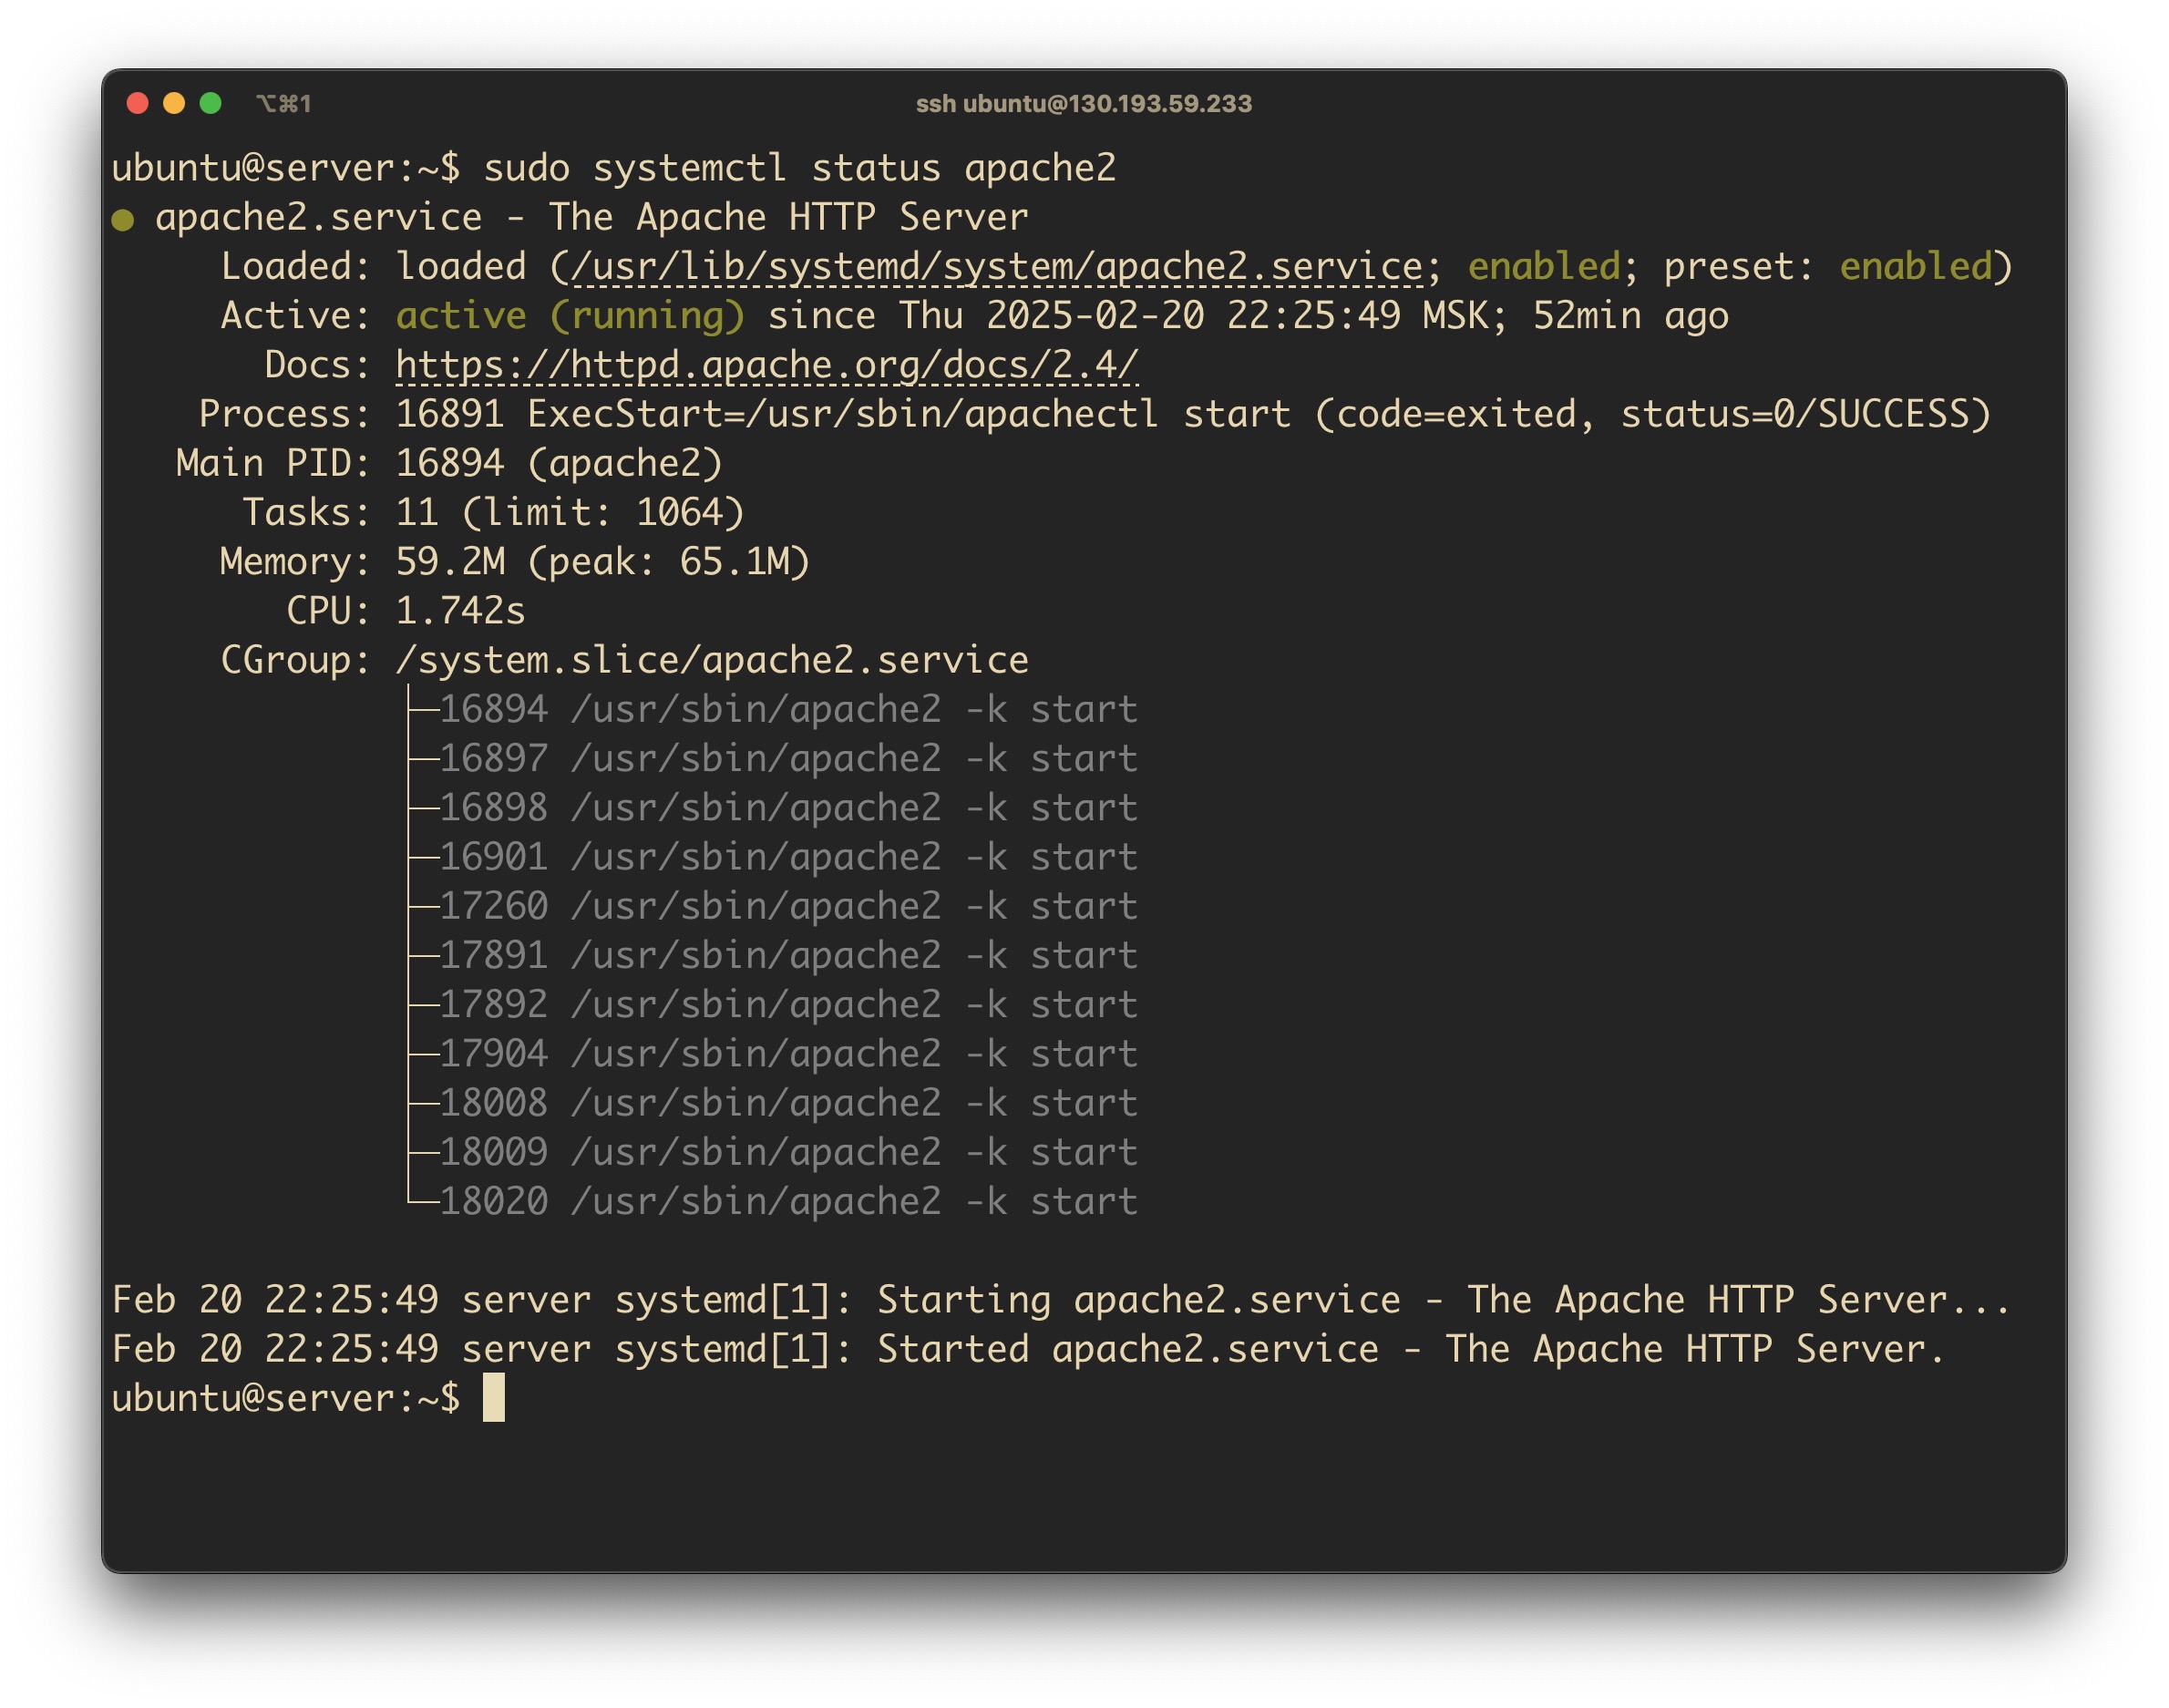 ⌥⌘1
ssh ubuntu@130.193.59.233
ubuntu@server:~$ sudo systemctl status apache2
● apache2.service - The Apache HTTP Server
     Loaded: loaded (/usr/lib/systemd/system/apache2.service; enabled; preset: enabled)
     Active: active (running) since Thu 2025-02-20 22:25:49 MSK; 52min ago
       Docs: https://httpd.apache.org/docs/2.4/
    Process: 16891 ExecStart=/usr/sbin/apachectl start (code=exited, status=0/SUCCESS)
   Main PID: 16894 (apache2)
      Tasks: 11 (limit: 1064)
     Memory: 59.2M (peak: 65.1M)
        CPU: 1.742s
     CGroup: /system.slice/apache2.service
             ├─16894 /usr/sbin/apache2 -k start
             ├─16897 /usr/sbin/apache2 -k start
             ├─16898 /usr/sbin/apache2 -k start
             ├─16901 /usr/sbin/apache2 -k start
             ├─17260 /usr/sbin/apache2 -k start
             ├─17891 /usr/sbin/apache2 -k start
             ├─17892 /usr/sbin/apache2 -k start
             ├─17904 /usr/sbin/apache2 -k start
             ├─18008 /usr/sbin/apache2 -k start
             ├─18009 /usr/sbin/apache2 -k start
             └─18020 /usr/sbin/apache2 -k start
Feb 20 22:25:49 server systemd[1]: Starting apache2.service - The Apache HTTP Server...
Feb 20 22:25:49 server systemd[1]: Started apache2.service - The Apache HTTP Server.
ubuntu@server:~$